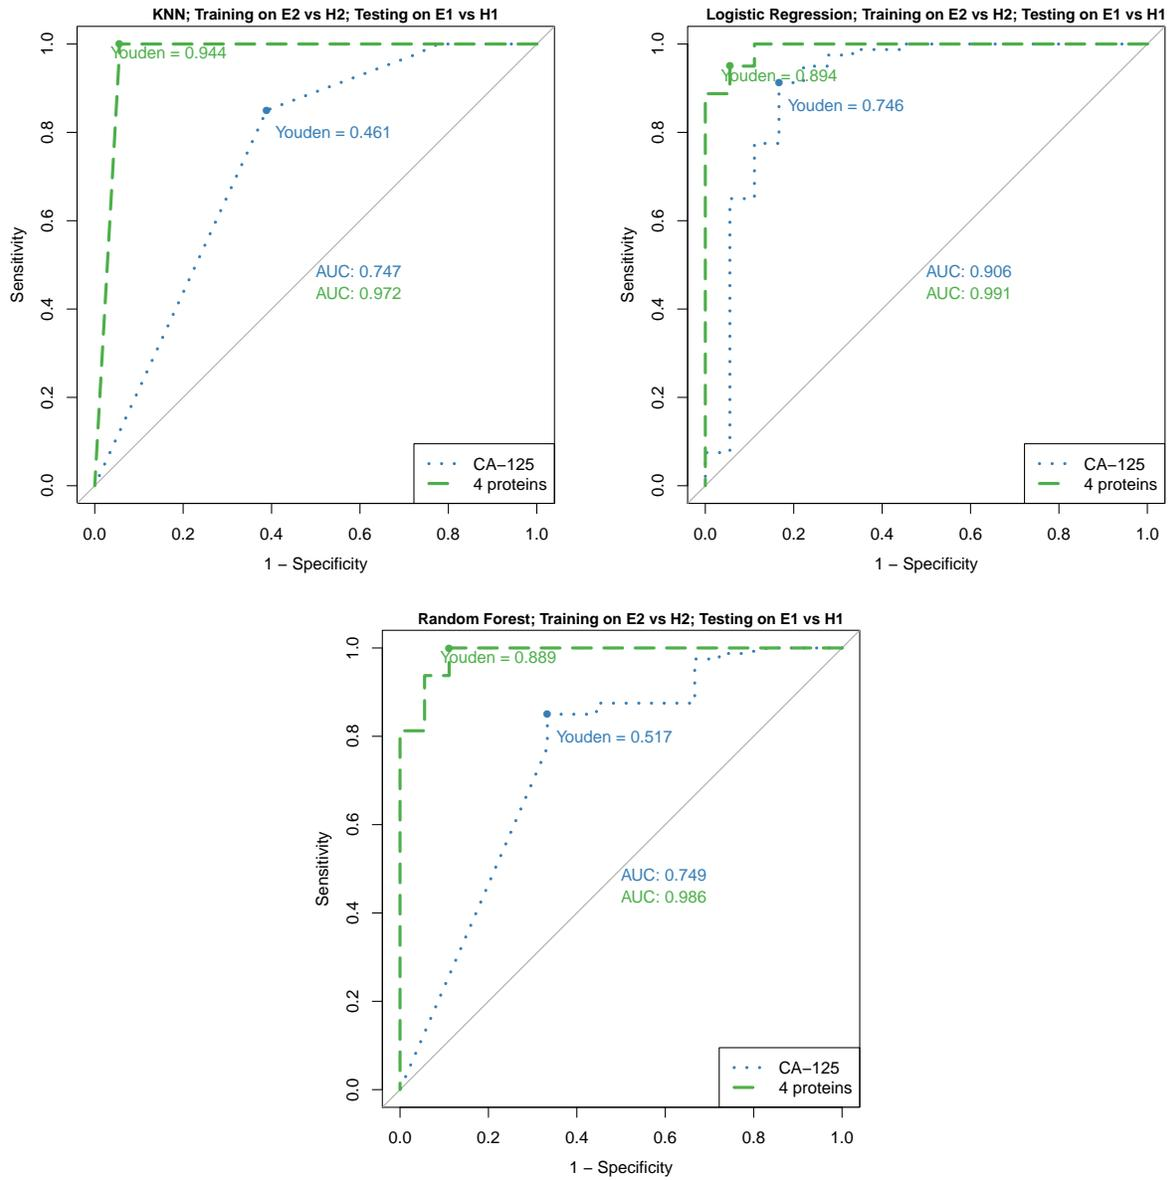 KNN; Training on E2 vs H2; Testing on E1 vs H1
Sensitivity
1.0
0.8
0.6
0.4
0.2
0.0
Youden = 0.944
Youden = 0.461
AUC: 0.747
AUC: 0.972
CA−125
4 proteins
0.0 0.2 0.4 0.6 0.8 1.0
1 − Specificity
Logistic Regression; Training on E2 vs H2; Testing on E1 vs H1
Sensitivity
1.0
0.8
0.6
0.4
0.2
0.0
Youden = 0.894
Youden = 0.746
AUC: 0.906
AUC: 0.991
CA−125
4 proteins
0.0 0.2 0.4 0.6 0.8 1.0
1 − Specificity
Random Forest; Training on E2 vs H2; Testing on E1 vs H1
Sensitivity
1.0
0.8
0.6
0.4
0.2
0.0
Youden = 0.889
Youden = 0.517
AUC: 0.749
AUC: 0.986
CA−125
4 proteins
0.0 0.2 0.4 0.6 0.8 1.0
1 − Specificity